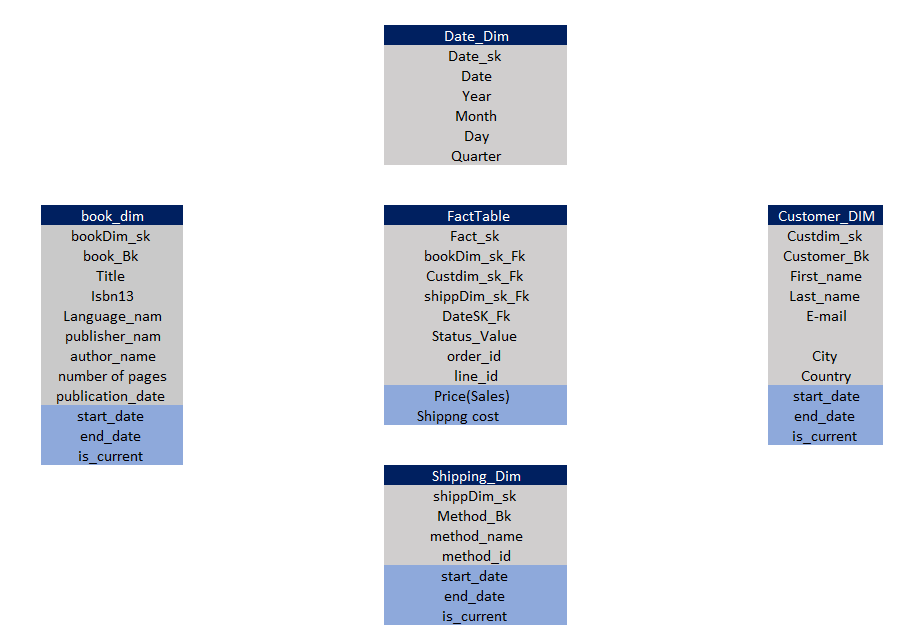 Date_Dim
Date_sk
Date
Year
Month
Day
Quarter
book_dim
bookDim_sk
book_Bk
Title
Isbn13
Language_nam
publisher_nam
author_name
number of pages
publication_date
start_date
end_date
is_current
FactTable
Fact_sk
bookDim_sk_Fk
Custdim_sk_Fk
shippDim_sk_Fk
DateSK_Fk
Status_Value
order_id
line_id
Price(Sales)
Shippng cost
Customer_DIM
Custdim_sk
Customer_Bk
First_name
Last_name
E-mail
City
Country
start_date
end_date
is_current
Shipping_Dim
shippDim_sk
Method_Bk
method_name
method_id
start_date
end_date
is_current